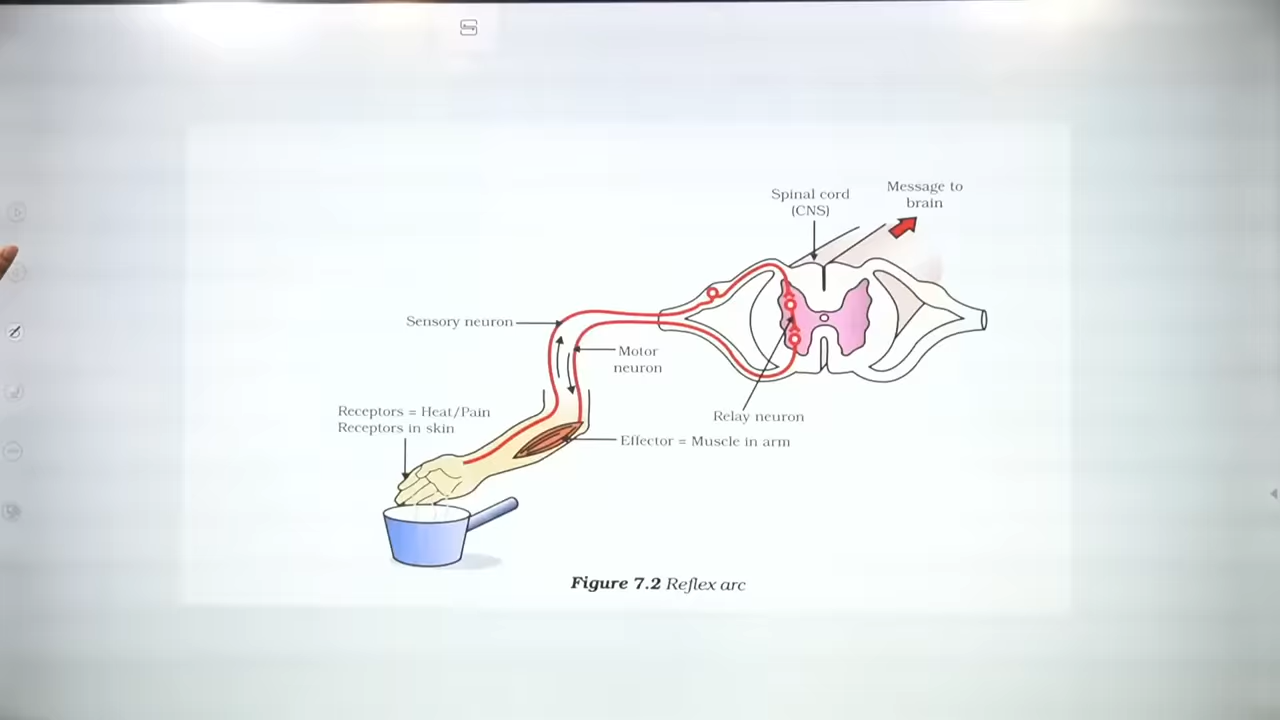 Spinal cord
(CNS)
Message to
brain
Sensory neuron
Motor
neuron
Receptors = Heat/Pain
Receptors in skin
Relay neuron
Effector = Muscle in arm
Figure 7.2 Reflex arc